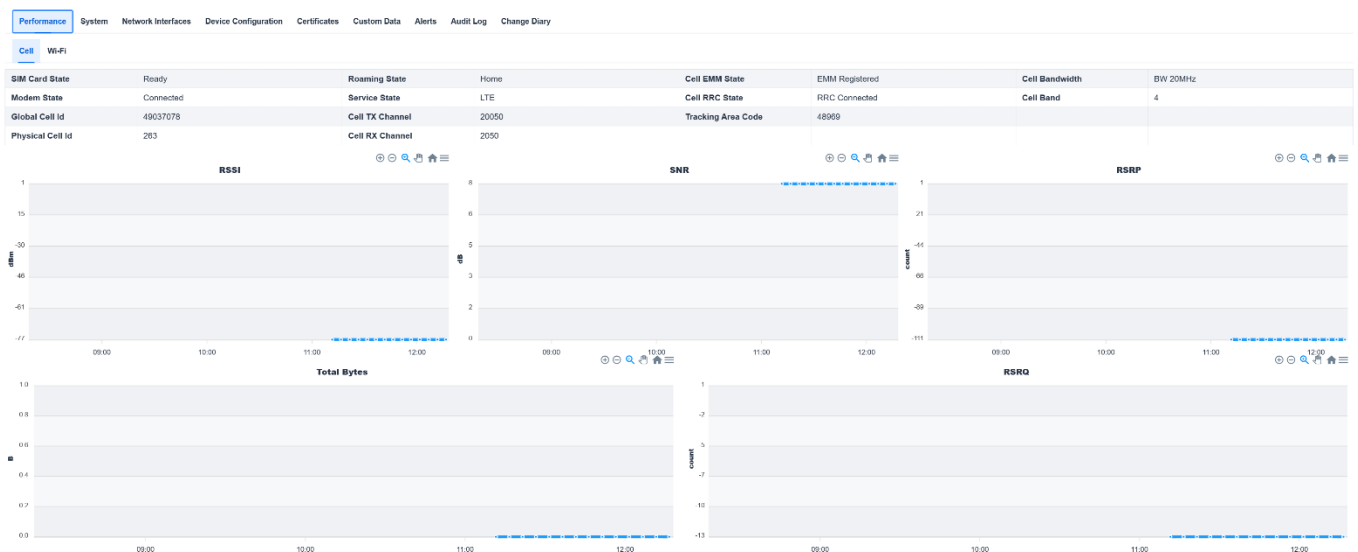 Performance System Network Interfaces Device Configuration Certificates Custom Data Alerts Audit Log Change Diary
Cell Wi-Fi
SIM Card State Ready Roaming State Home Cell EMM State EMM Registered Cell Bandwidth BW 20MHz
Modem State Connected Service State LTE Cell RRC State RRC Connected Cell Band 4
Global Cell Id 49037078 Cell TX Channel 20050 Tracking Area Code 48969
Physical Cell Id 263 Cell RX Channel 2050
RSSI
1
15
-30
46
-61
-77
dBm
09:00 10:00 11:00 12:00
SNR
8
6
5
3
2
0
dB
09:00 10:00 11:00 12:00
RSRP
1
21
-44
66
-89
-111
count
09:00 10:00 11:00 12:00
Total Bytes
1.0
0.8
0.6
0.4
0.2
0.0
B
09:00 10:00 11:00 12:00
RSRQ
1
-2
-5
-7
-10
-13
count
09:00 10:00 11:00 12:00